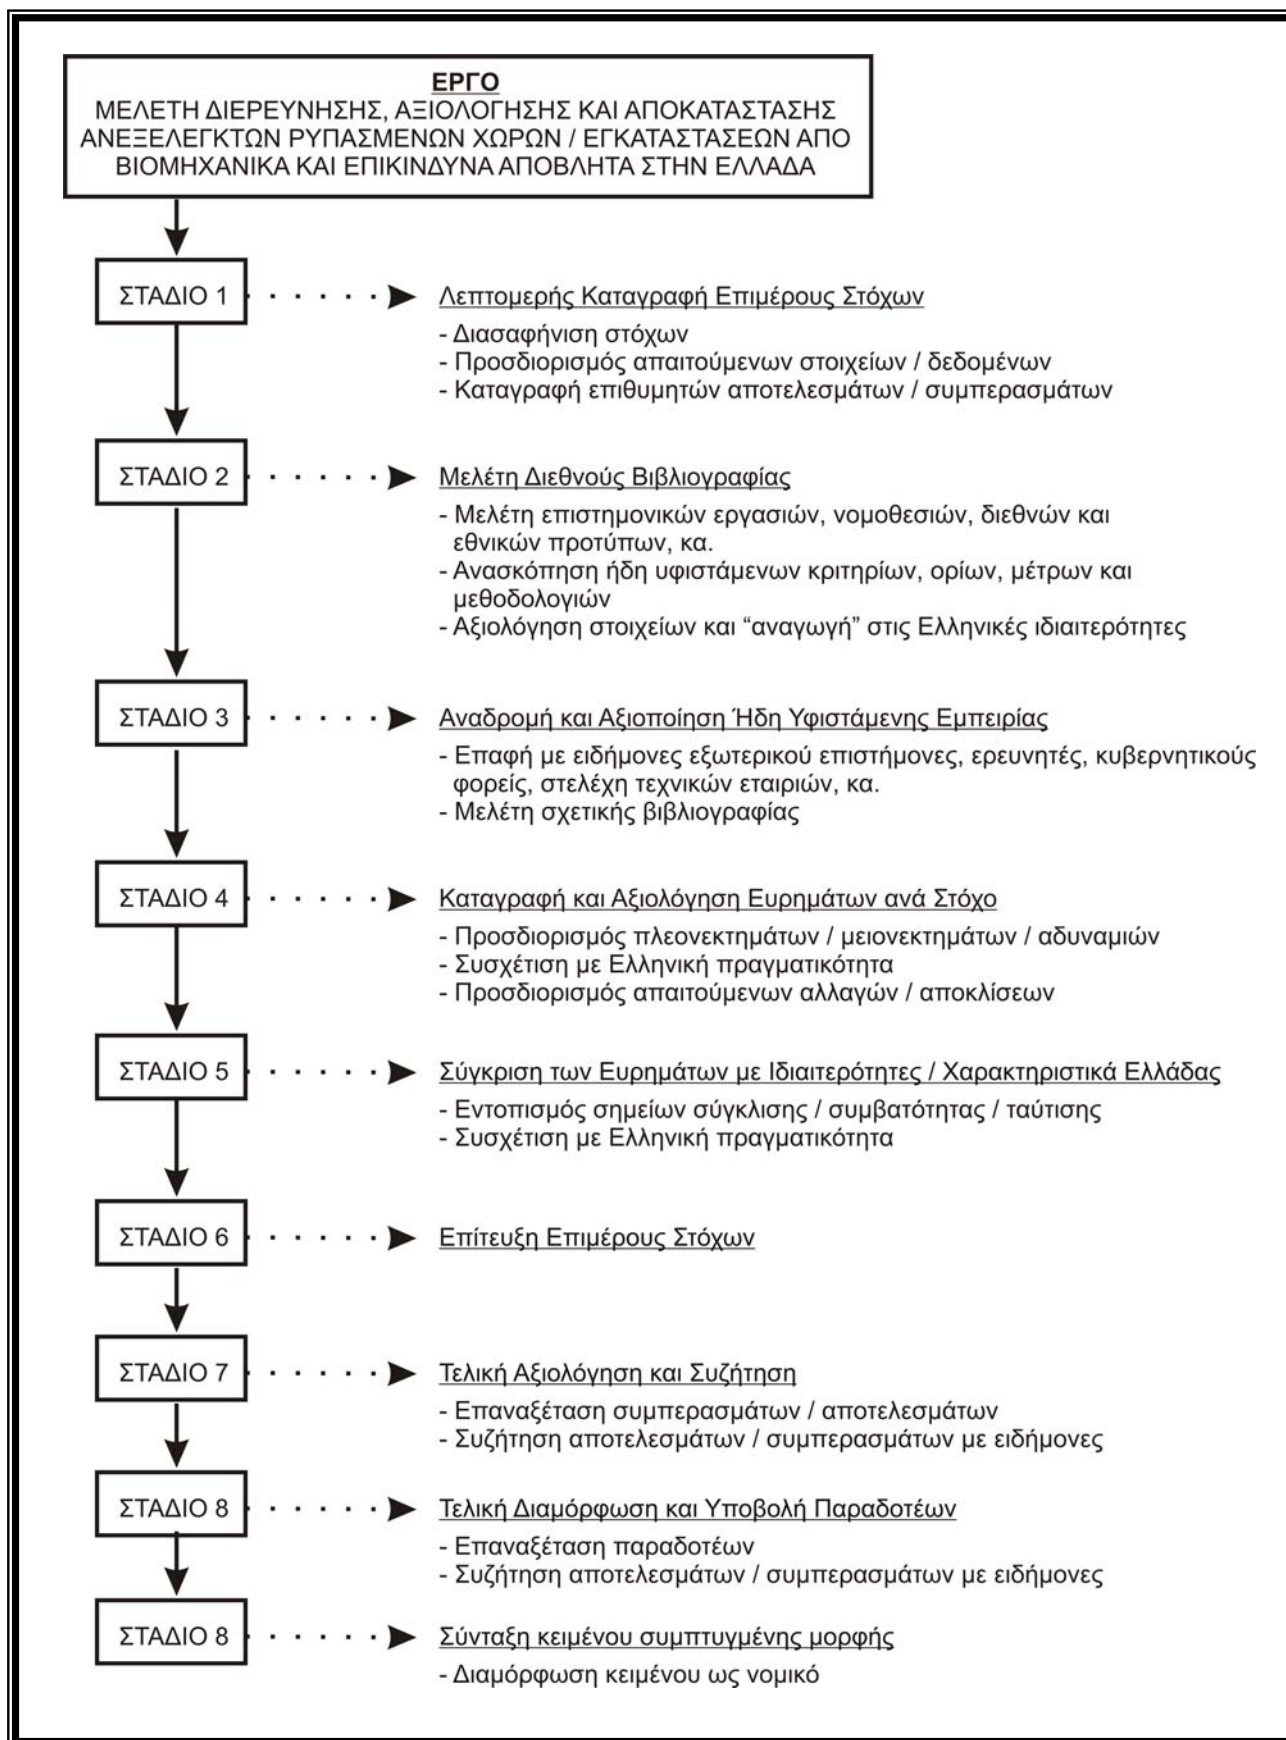 ΕΡΓΟ
ΜΕΛΕΤΗ ΔΙΕΡΕΥΝΗΣΗΣ, ΑΞΙΟΛΟΓΗΣΗΣ ΚΑΙ ΑΠΟΚΑΤΑΣΤΑΣΗΣ
ΑΝΕΞΕΛΕΓΚΤΩΝ ΡΥΠΑΣΜΕΝΩΝ ΧΩΡΩΝ / ΕΓΚΑΤΑΣΤΑΣΕΩΝ ΑΠΟ
ΒΙΟΜΗΧΑΝΙΚΑ ΚΑΙ ΕΠΙΚΙΝΔΥΝΑ ΑΠΟΒΛΗΤΑ ΣΤΗΝ ΕΛΛΑΔΑ
ΣΤΑΔΙΟ 1
Λεπτομερής Καταγραφή Επιμέρους Στόχων
- Διασαφήνιση στόχων
- Προσδιορισμός απαιτούμενων στοιχείων / δεδομένων
- Καταγραφή επιθυμητών αποτελεσμάτων / συμπερασμάτων
ΣΤΑΔΙΟ 2
Μελέτη Διεθνούς Βιβλιογραφίας
- Μελέτη επιστημονικών εργασιών, νομοθεσιών, διεθνών και
εθνικών προτύπων, κα.
- Ανασκόπηση ήδη υφιστάμενων κριτηρίων, ορίων, μέτρων και
μεθοδολογιών
- Αξιολόγηση στοιχείων και “αναγωγή” στις Ελληνικές ιδιαιτερότητες
ΣΤΑΔΙΟ 3
Αναδρομή και Αξιοποίηση Ήδη Υφιστάμενης Εμπειρίας
- Επαφή με ειδήμονες εξωτερικού επιστήμονες, ερευνητές, κυβερνητικούς
φορείς, στελέχη τεχνικών εταιριών, κα.
- Μελέτη σχετικής βιβλιογραφίας
ΣΤΑΔΙΟ 4
Καταγραφή και Αξιολόγηση Ευρημάτων ανά Στόχο
- Προσδιορισμός πλεονεκτημάτων / μειονεκτημάτων / αδυναμιών
- Συσχέτιση με Ελληνική πραγματικότητα
- Προσδιορισμός απαιτούμενων αλλαγών / αποκλίσεων
ΣΤΑΔΙΟ 5
Σύγκριση των Ευρημάτων με Ιδιαιτερότητες / Χαρακτηριστικά Ελλάδας
- Εντοπισμός σημείων σύγκλισης / συμβατότητας / ταύτισης
- Συσχέτιση με Ελληνική πραγματικότητα
ΣΤΑΔΙΟ 6
Επίτευξη Επιμέρους Στόχων
ΣΤΑΔΙΟ 7
Τελική Αξιολόγηση και Συζήτηση
- Επαναξέταση συμπερασμάτων / αποτελεσμάτων
- Συζήτηση αποτελεσμάτων / συμπερασμάτων με ειδήμονες
ΣΤΑΔΙΟ 8
Τελική Διαμόρφωση και Υποβολή Παραδοτέων
- Επαναξέταση παραδοτέων
- Συζήτηση αποτελεσμάτων / συμπερασμάτων με ειδήμονες
ΣΤΑΔΙΟ 8
Σύνταξη κειμένου συμπτυγμένης μορφής
- Διαμόρφωση κειμένου ως νομικό